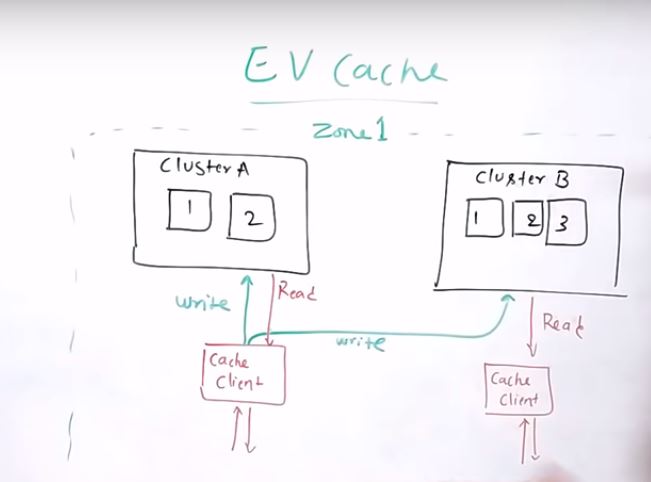 EV Cache
Zone 1
Cluster A
1 2
Cluster B
1 2 3
write
Read
write
Read
Cache
Client
Cache
Client